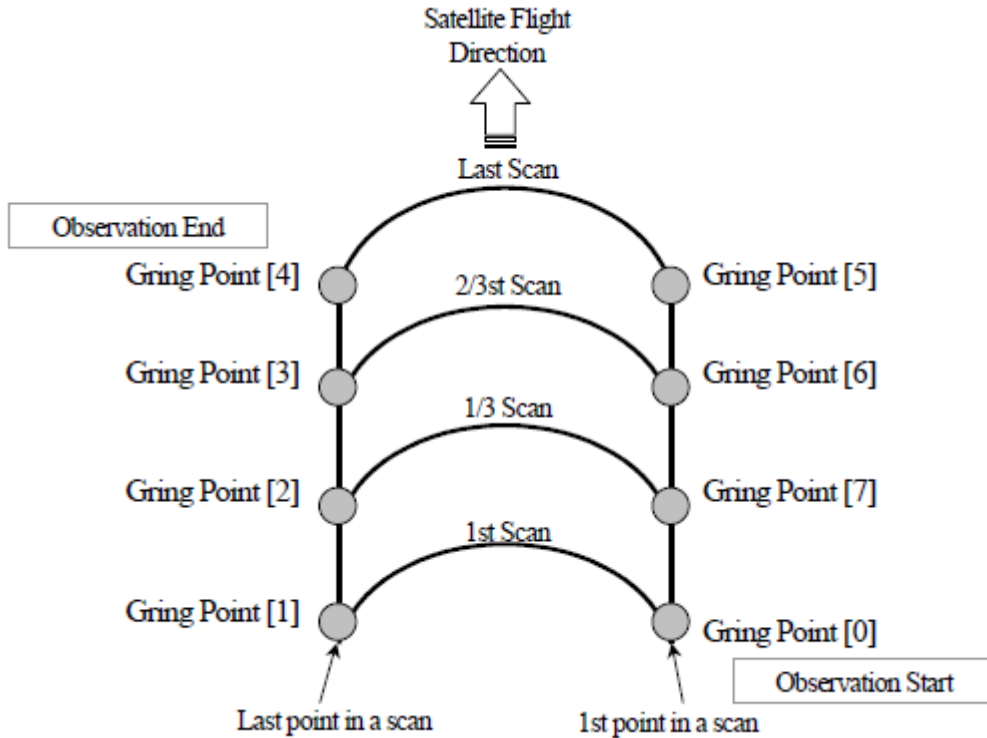 Satellite Flight
Direction
Last Scan
Observation End
Gring Point [4]
Gring Point [5]
2/3st Scan
Gring Point [3]
Gring Point [6]
1/3 Scan
Gring Point [2]
Gring Point [7]
1st Scan
Gring Point [1]
Gring Point [0]
Observation Start
Last point in a scan
1st point in a scan